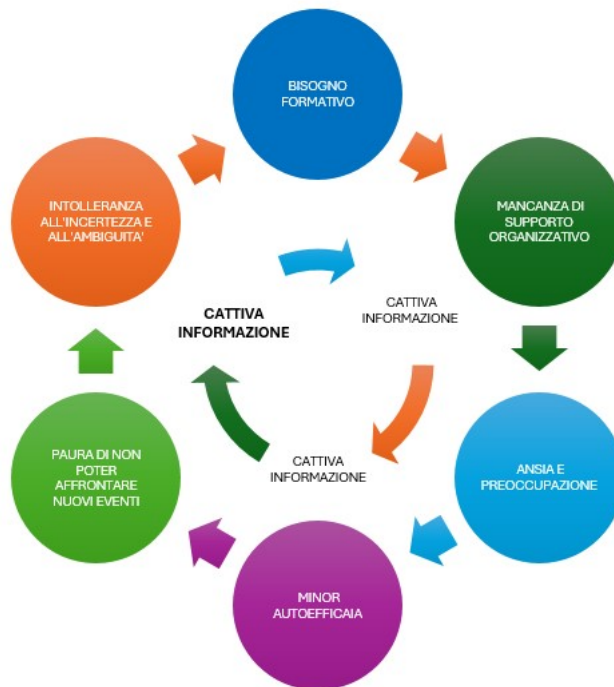 BISOGNO
FORMATIVO
MANCANZA DI
SUPPORTO
ORGANIZZATIVO
ANSIA E
PREOCCUPAZIONE
MINOR
AUTOEFFICAIA
PAURA DI NON
POTER
AFFRONTARE
NUOVI EVENTI
INTOLLERANZA
ALL'INCERTEZZA E
ALL'AMBIGUITA'
CATTIVA
INFORMAZIONE
CATTIVA
INFORMAZIONE
CATTIVA
INFORMAZIONE